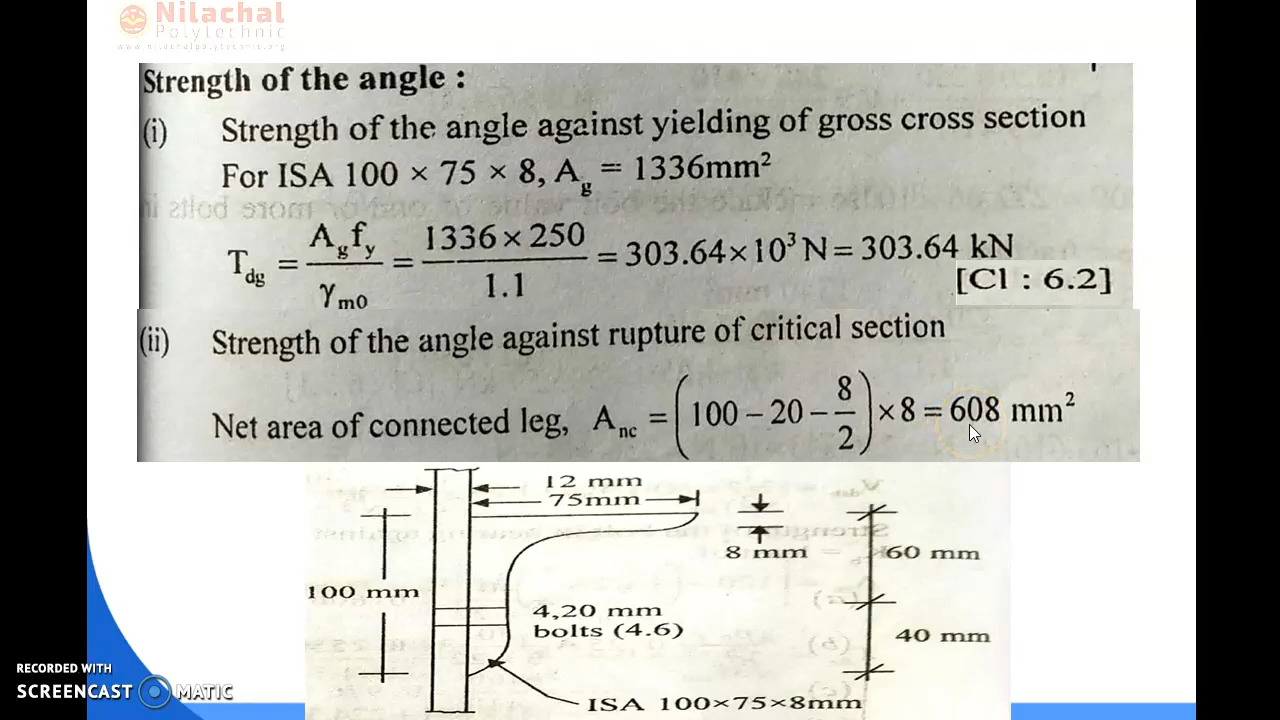 Nilachal
Polytechnic
www.nilachalpolytechnic.org
Strength of the angle :
(i) Strength of the angle against yielding of gross cross section
For ISA 100 × 75 × 8, A_g = 1336mm²
T_dg = A_g f_y / γ_m0 = 1336 × 250 / 1.1 = 303.64×10³ N = 303.64 kN
[Cl : 6.2]
(ii) Strength of the angle against rupture of critical section
Net area of connected leg, A_nc = (100 − 20 − 8/2) × 8 = 608 mm²
12 mm
75mm
8 mm
60 mm
100 mm
4,20 mm
bolts (4.6)
40 mm
ISA 100×75×8mm
RECORDED WITH
SCREENCAST MATIC